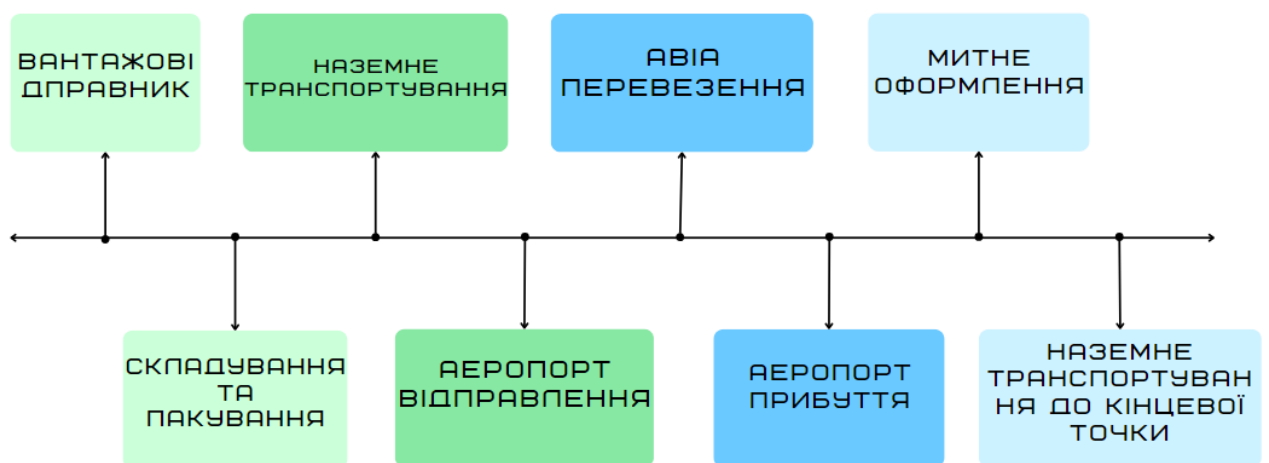 ВАНТАЖОВІ
ДПРАВНИК
НАЗЕМНЕ
ТРАНСПОРТУВАННЯ
АВІА
ПЕРЕВЕЗЕННЯ
МИТНЕ
ОФОРМЛЕННЯ
СКЛАДУВАННЯ
ТА
ПАКУВАННЯ
АЕРОПОРТ
ВІДПРАВЛЕННЯ
АЕРОПОРТ
ПРИБУТТЯ
НАЗЕМНЕ
ТРАНСПОРТУВАН
НЯ ДО КІНЦЕВОЇ
ТОЧКИ